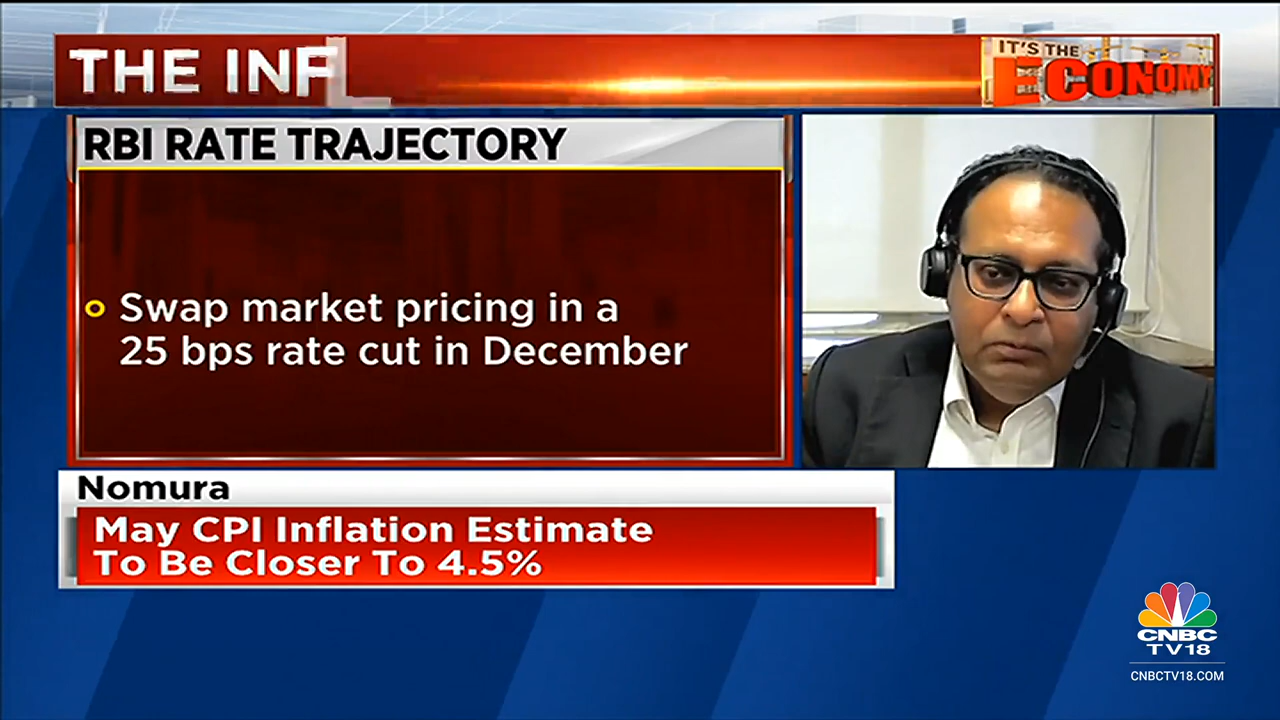 THE INF
IT'S THE
ECONOMY
RBI RATE TRAJECTORY
Swap market pricing in a
25 bps rate cut in December
Nomura
May CPI Inflation Estimate
To Be Closer To 4.5%
CNBC
TV18
CNBCTV18.COM